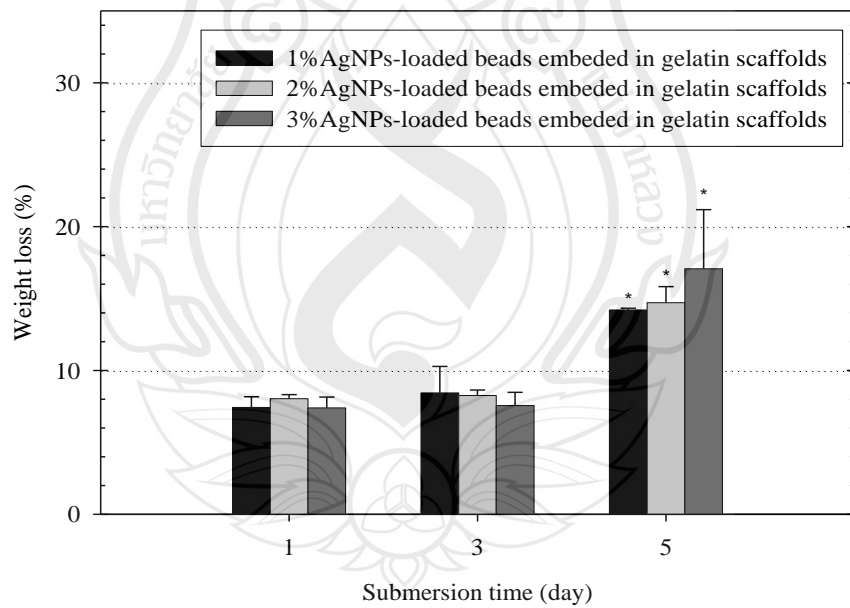 1%AgNPs-loaded beads embeded in gelatin scaffolds
2%AgNPs-loaded beads embeded in gelatin scaffolds
3%AgNPs-loaded beads embeded in gelatin scaffolds
30
20
10
0
Weight loss (%)
*
*
*
1
3
5
Submersion time (day)